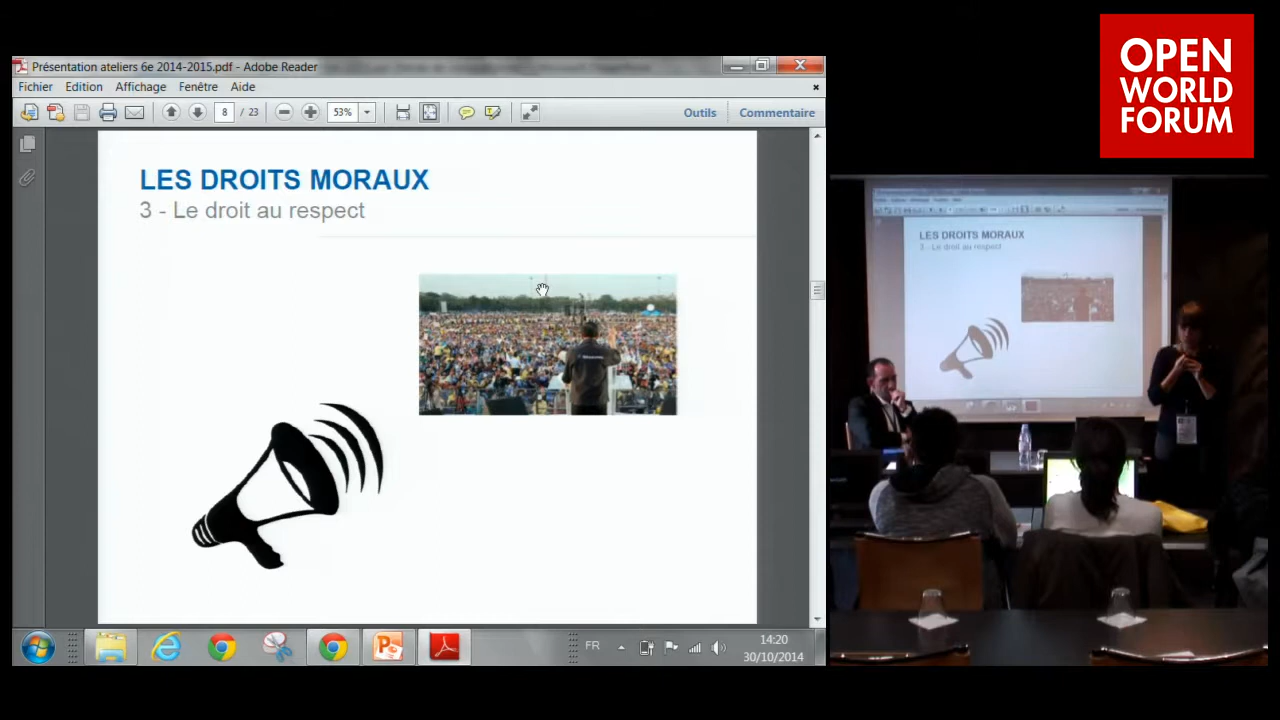 Présentation ateliers 6e 2014-2015.pdf - Adobe Reader
Fichier Edition Affichage Fenêtre Aide
8 / 23 53% Outils Commentaire
LES DROITS MORAUX
3 - Le droit au respect
FR
14:20
30/10/2014
OPEN
WORLD
FORUM
LES DROITS MORAUX
3 - Le droit au respect